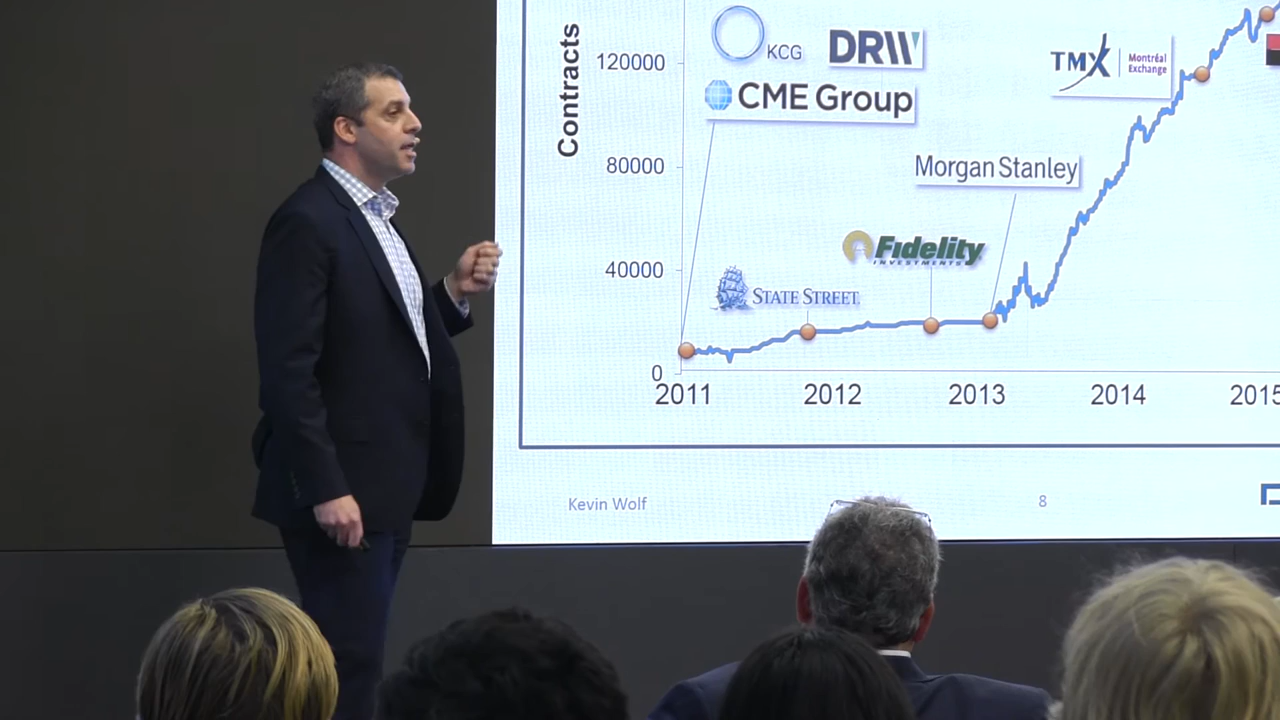 Contracts
120000
80000
40000
0
KCG
DRW
CME Group
TMX
Montréal
Exchange
Morgan Stanley
Fidelity
INVESTMENTS
STATE STREET
2011
2012
2013
2014
2015
Kevin Wolf
8